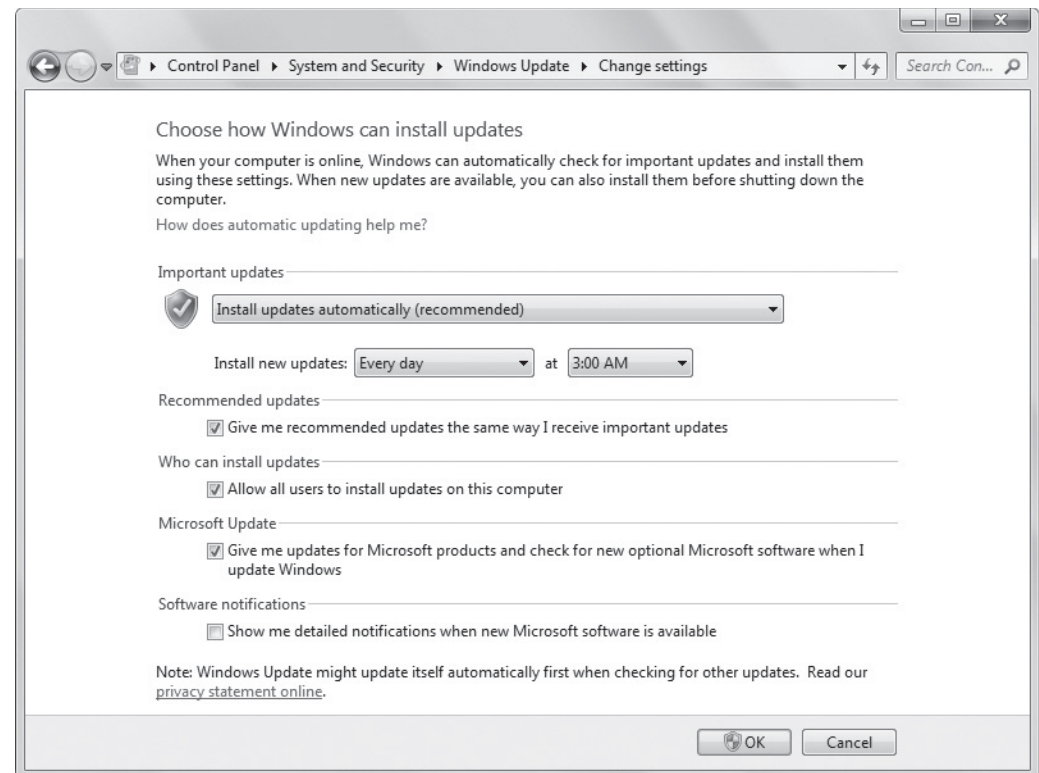 Control Panel ▸ System and Security ▸ Windows Update ▸ Change settings
Search Con...
Choose how Windows can install updates
When your computer is online, Windows can automatically check for important updates and install them
using these settings. When new updates are available, you can also install them before shutting down the
computer.
How does automatic updating help me?
Important updates
Install updates automatically (recommended)
Install new updates: Every day at 3:00 AM
Recommended updates
Give me recommended updates the same way I receive important updates
Who can install updates
Allow all users to install updates on this computer
Microsoft Update
Give me updates for Microsoft products and check for new optional Microsoft software when I
update Windows
Software notifications
Show me detailed notifications when new Microsoft software is available
Note: Windows Update might update itself automatically first when checking for other updates. Read our
privacy statement online.
OK Cancel